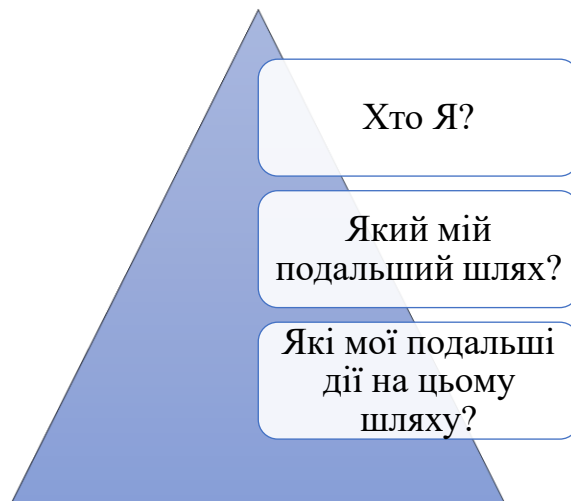 Хто Я?
Який мій
подальший шлях?
Які мої подальші
дії на цьому
шляху?